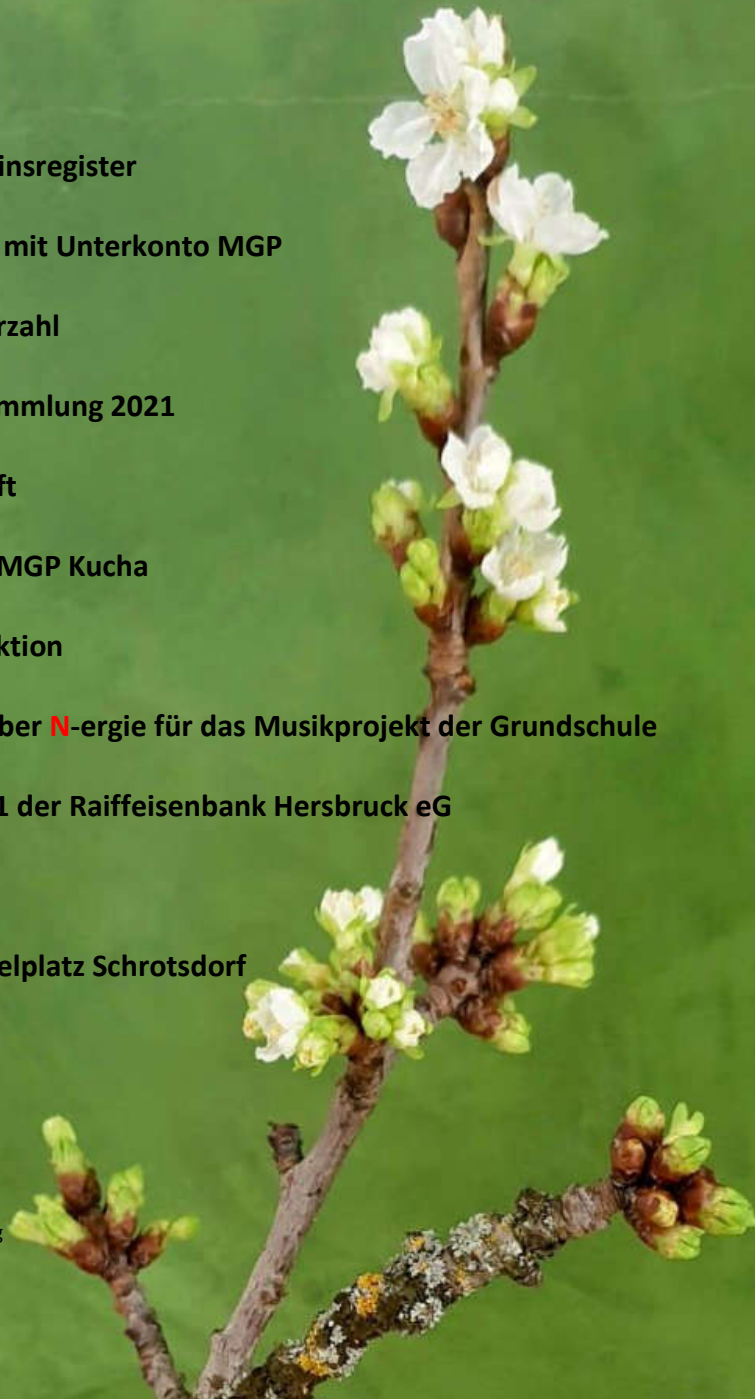 insregister
mit Unterkonto MGP
rzahl
mmlung 2021
ft
MGP Kucha
ktion
ber N-ergie für das Musikprojekt der Grundschule
1 der Raiffeisenbank Hersbruck eG
elplatz Schrotsdorf
g